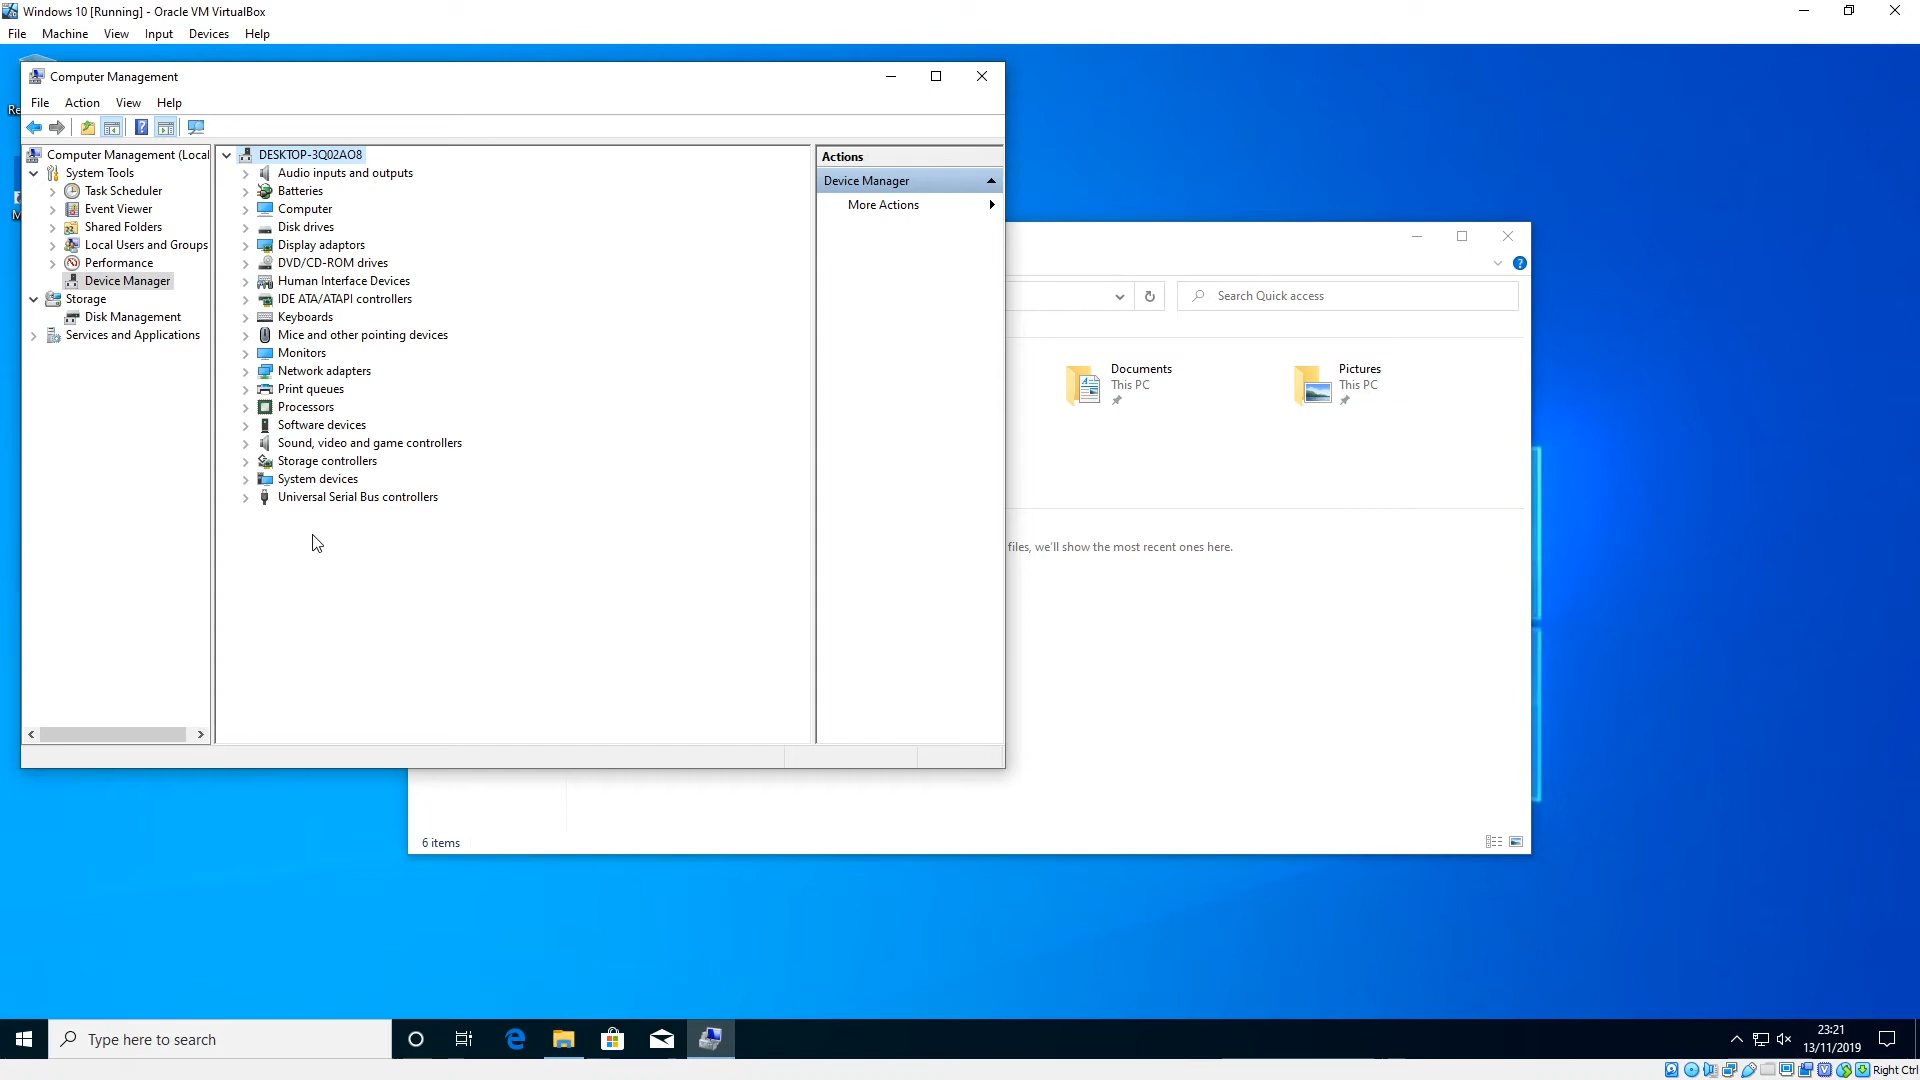 Windows 10 [Running] - Oracle VM VirtualBox
File Machine View Input Devices Help
Computer Management
File Action View Help
Computer Management (Local
System Tools
Task Scheduler
Event Viewer
Shared Folders
Local Users and Groups
Performance
Device Manager
Storage
Disk Management
Services and Applications
DESKTOP-3Q02AO8
Audio inputs and outputs
Batteries
Computer
Disk drives
Display adaptors
DVD/CD-ROM drives
Human Interface Devices
IDE ATA/ATAPI controllers
Keyboards
Mice and other pointing devices
Monitors
Network adapters
Print queues
Processors
Software devices
Sound, video and game controllers
Storage controllers
System devices
Universal Serial Bus controllers
Actions
Device Manager
More Actions
Search Quick access
Documents
This PC
Pictures
This PC
files, we'll show the most recent ones here.
6 items
Re
M
Type here to search
23:21
13/11/2019
Right Ctrl